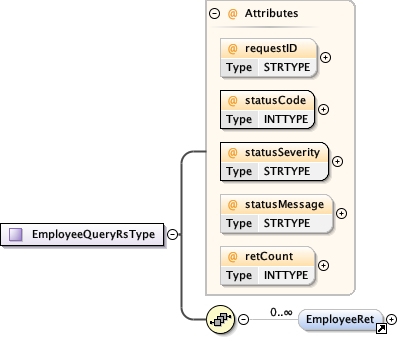 @ Attributes
@ requestID
Type STRTYPE
@ statusCode
Type INTTYPE
@ statusSeverity
Type STRTYPE
@ statusMessage
Type STRTYPE
EmployeeQueryRsType
@ retCount
Type INTTYPE
0..∞
EmployeeRet